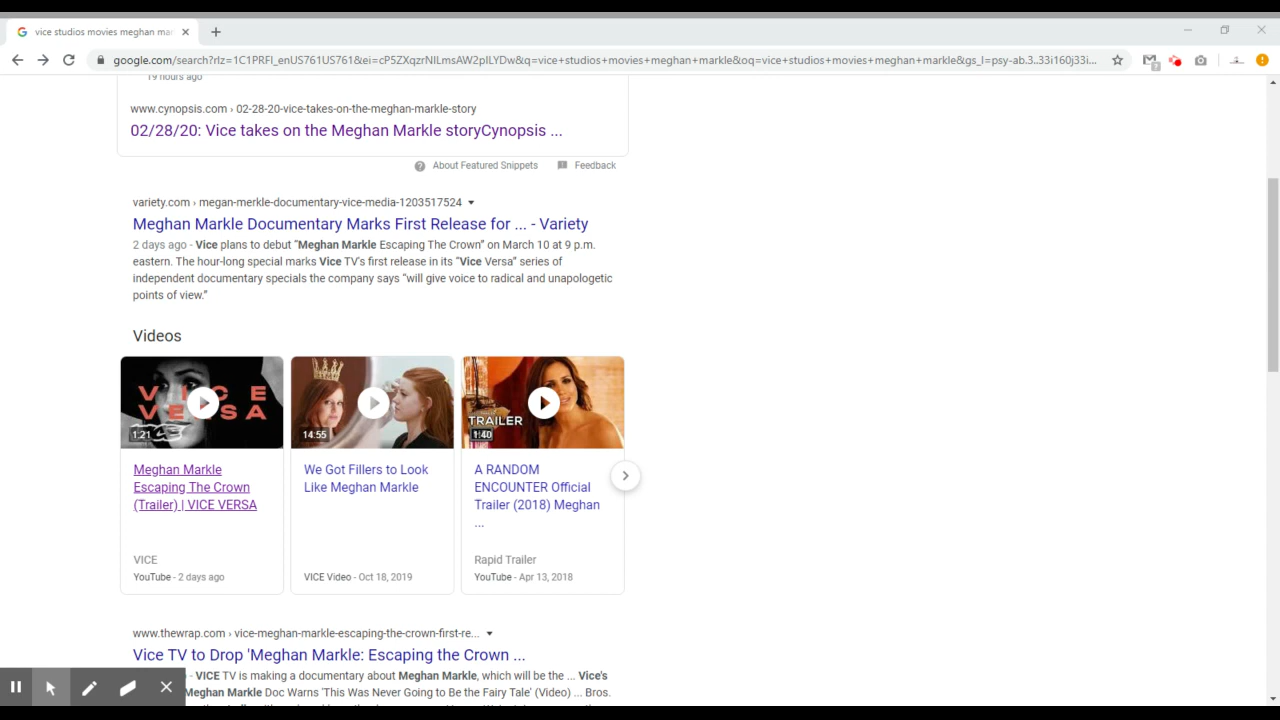 vice studios movies meghan mar
google.com/search?rlz=1C1PRFI_enUS761US761&ei=cP5ZXqzrNILmsAW2pILYDw&q=vice+studios+movies+meghan+markle&oq=vice+studios+movies+meghan+markle&gs_l=psy-ab.3..33i160j33i...
19 hours ago
www.cynopsis.com › 02-28-20-vice-takes-on-the-meghan-markle-story
02/28/20: Vice takes on the Meghan Markle storyCynopsis ...
About Featured Snippets Feedback
variety.com › megan-merkle-documentary-vice-media-1203517524
Meghan Markle Documentary Marks First Release for ... - Variety
2 days ago - Vice plans to debut “Meghan Markle Escaping The Crown” on March 10 at 9 p.m.
eastern. The hour-long special marks Vice TV’s first release in its “Vice Versa” series of
independent documentary specials the company says “will give voice to radical and unapologetic
points of view.”
Videos
VICE
VERSA
1:21
Meghan Markle
Escaping The Crown
(Trailer) | VICE VERSA
VICE
YouTube - 2 days ago
14:55
We Got Fillers to Look
Like Meghan Markle
VICE Video - Oct 18, 2019
TRAILER
1:40
A RANDOM
ENCOUNTER Official
Trailer (2018) Meghan
...
Rapid Trailer
YouTube - Apr 13, 2018
www.thewrap.com › vice-meghan-markle-escaping-the-crown-first-re...
Vice TV to Drop 'Meghan Markle: Escaping the Crown ...
- VICE TV is making a documentary about Meghan Markle, which will be the ... Vice's
Meghan Markle Doc Warns 'This Was Never Going to Be the Fairy Tale' (Video) ... Bros.